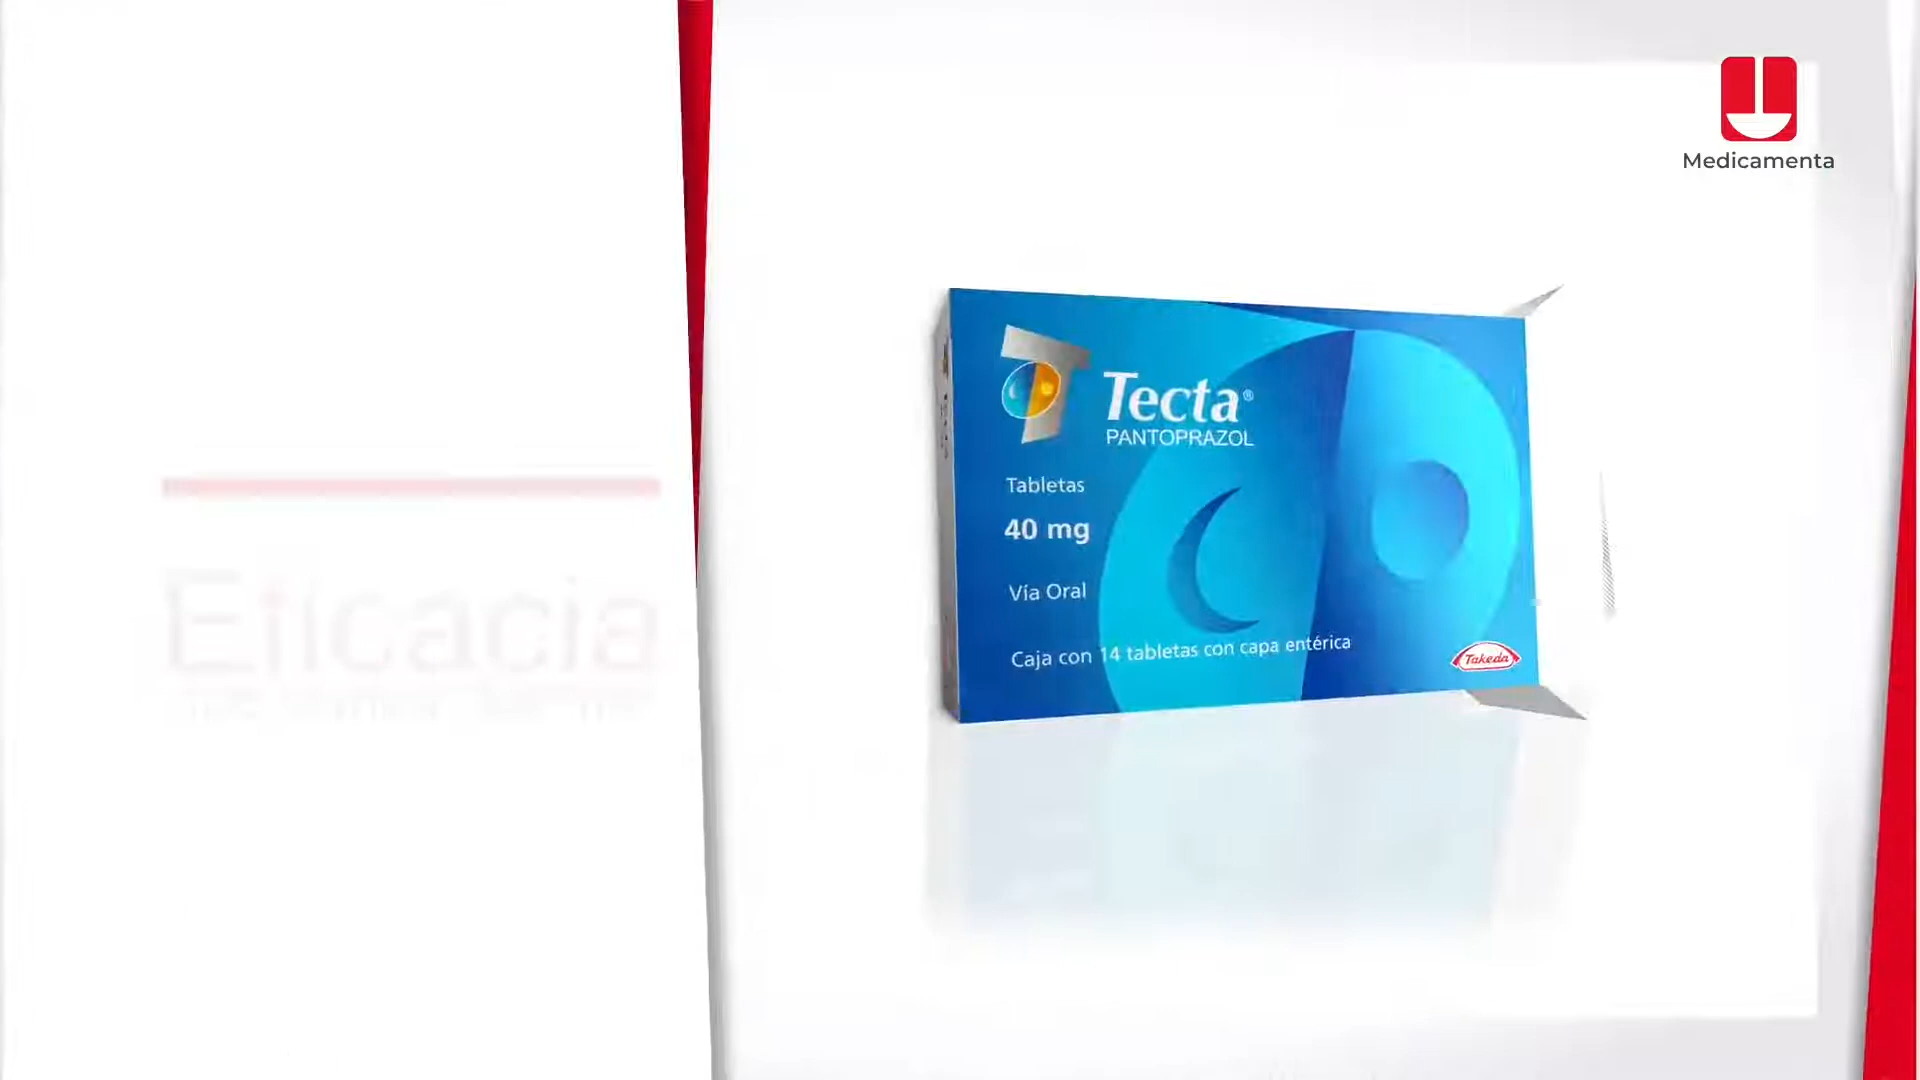 Medicamenta
Tecta®
PANTOPRAZOL
Tabletas
40 mg
Vía Oral
Caja con 14 tabletas con capa entérica
Takeda
Eficacia